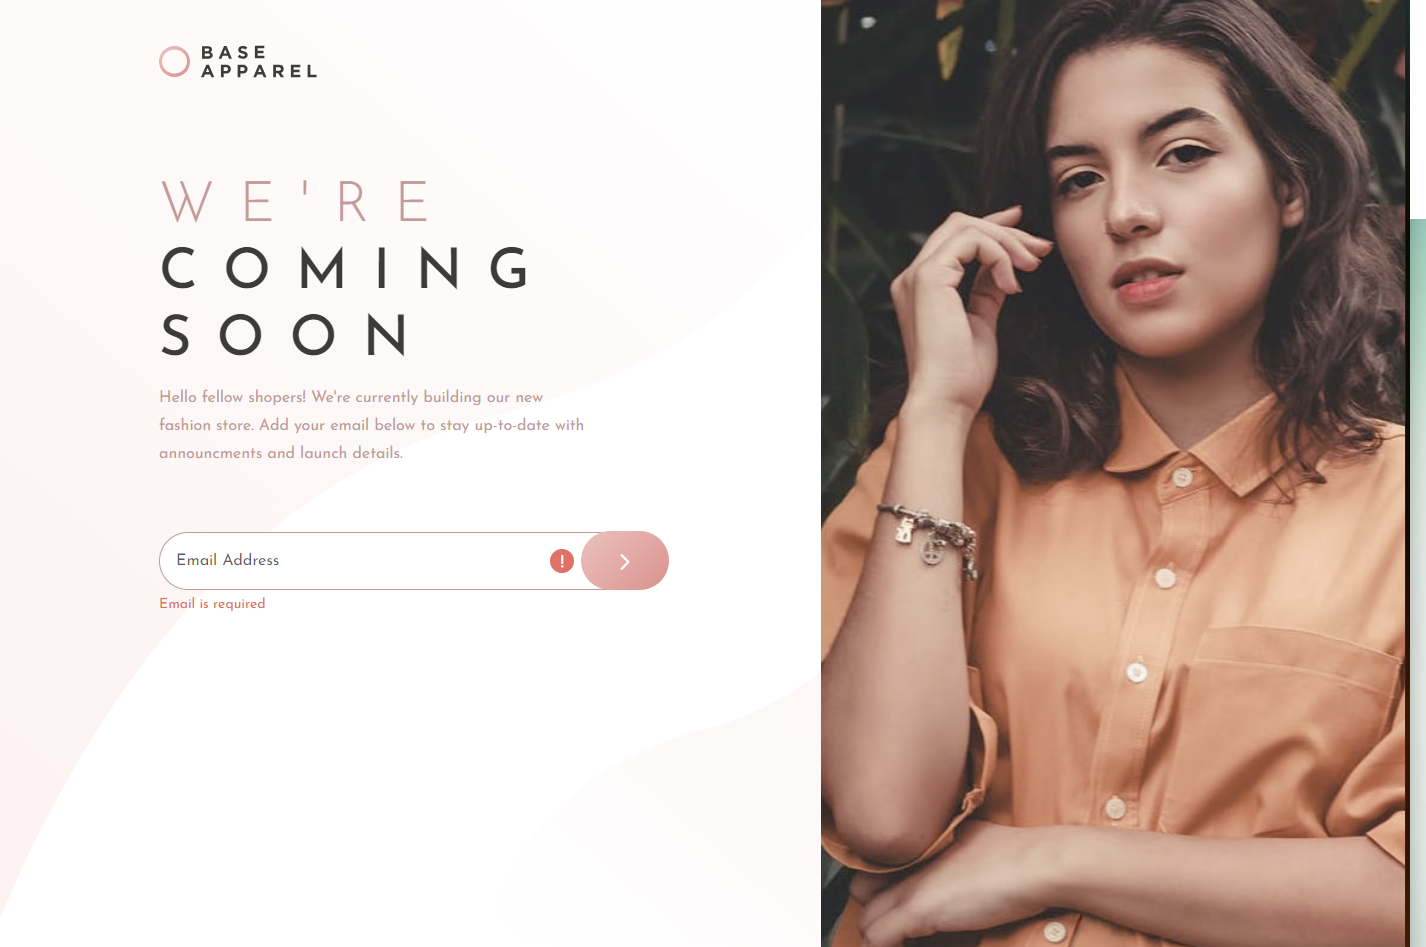 BASE
APPAREL
WE'RE
COMING
SOON
Hello fellow shopers! We're currently building our new
fashion store. Add your email below to stay up-to-date with
announcments and launch details.
Email Address
!
Email is required